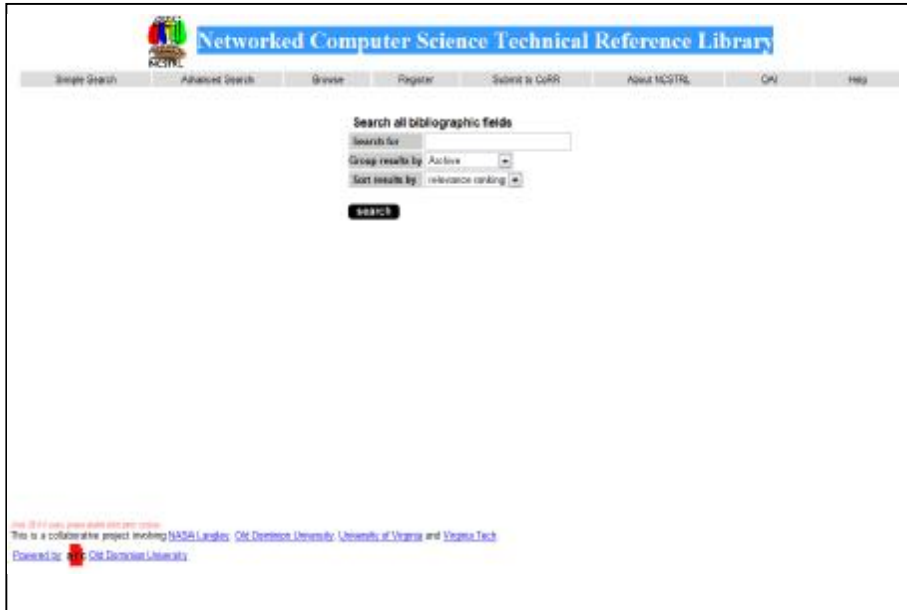 NCSTRL
Networked Computer Science Technical Reference Library
Simple Search Advanced Search Browse Register Submit to CoRR About NCSTRL OAI Help
Search all bibliographic fields
Search for
Group results by Archive
Sort results by relevance ranking
search
This is a collaborative project involving NASA Langley, Old Dominion University, University of Virginia and Virginia Tech
Powered by Old Dominion University